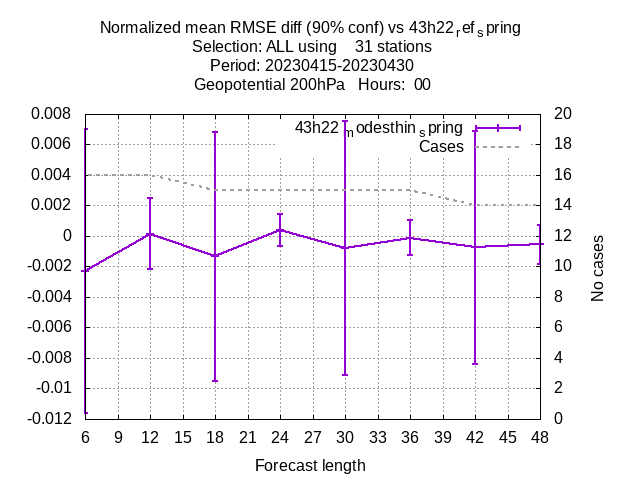 Normalized mean RMSE diff (90% conf) vs 43h22refspring
Selection: ALL using 31 stations
Period: 20230415-20230430
Geopotential 200hPa Hours: 00
43h22modesthinspring
Cases
0.008
0.006
0.004
0.002
0
-0.002
-0.004
-0.006
-0.008
-0.01
-0.012
20
18
16
14
12
10
8
6
4
2
0
No cases
6 9 12 15 18 21 24 27 30 33 36 39 42 45 48
Forecast length